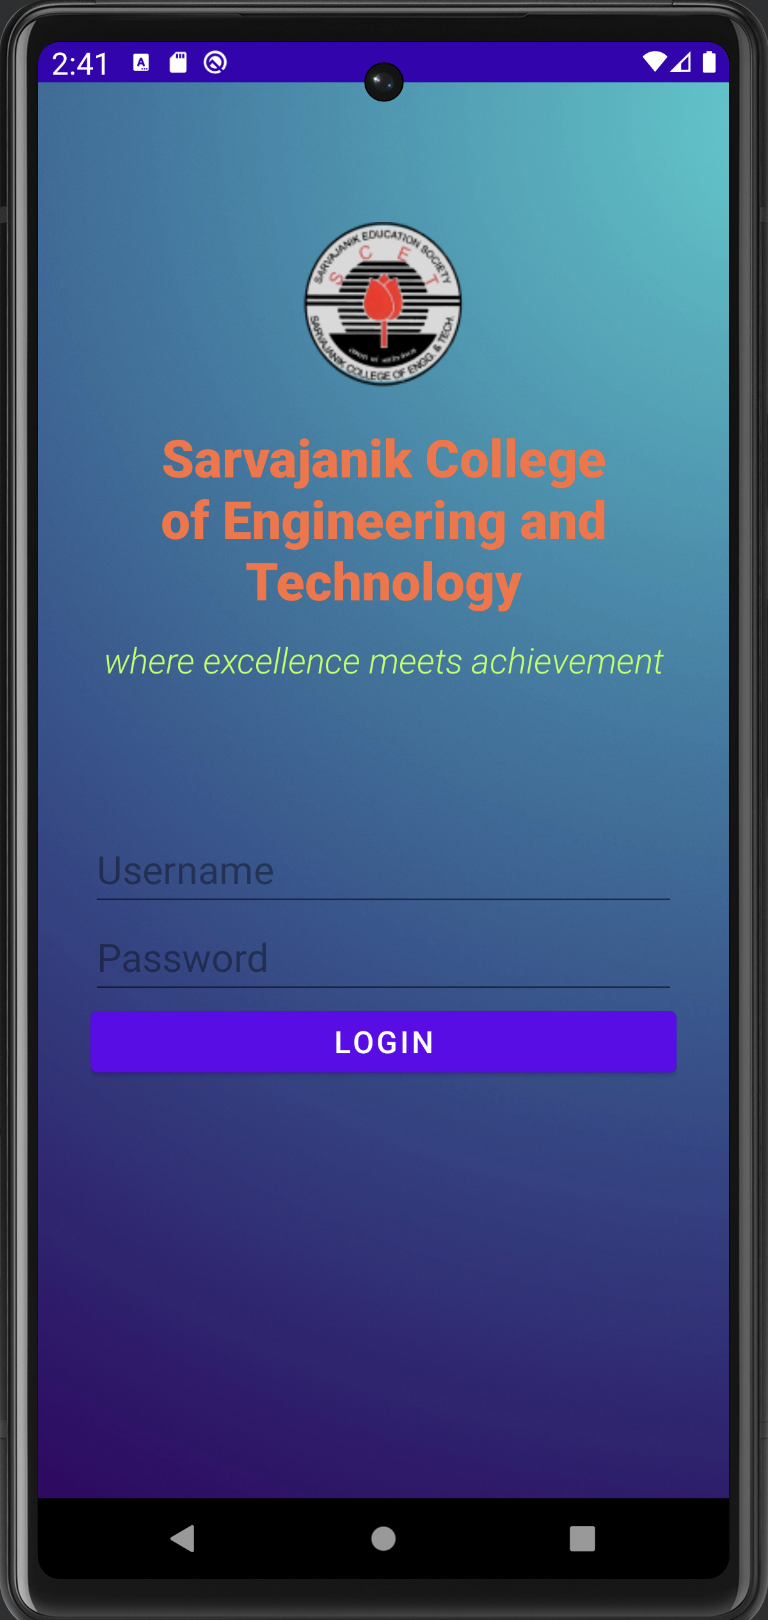 2:41
SARVAJANIK EDUCATION SOCIETY
S C E T
SARVAJANIK COLLEGE OF ENGG. & TECH.
Sarvajanik College
of Engineering and
Technology
where excellence meets achievement
Username
Password
LOGIN